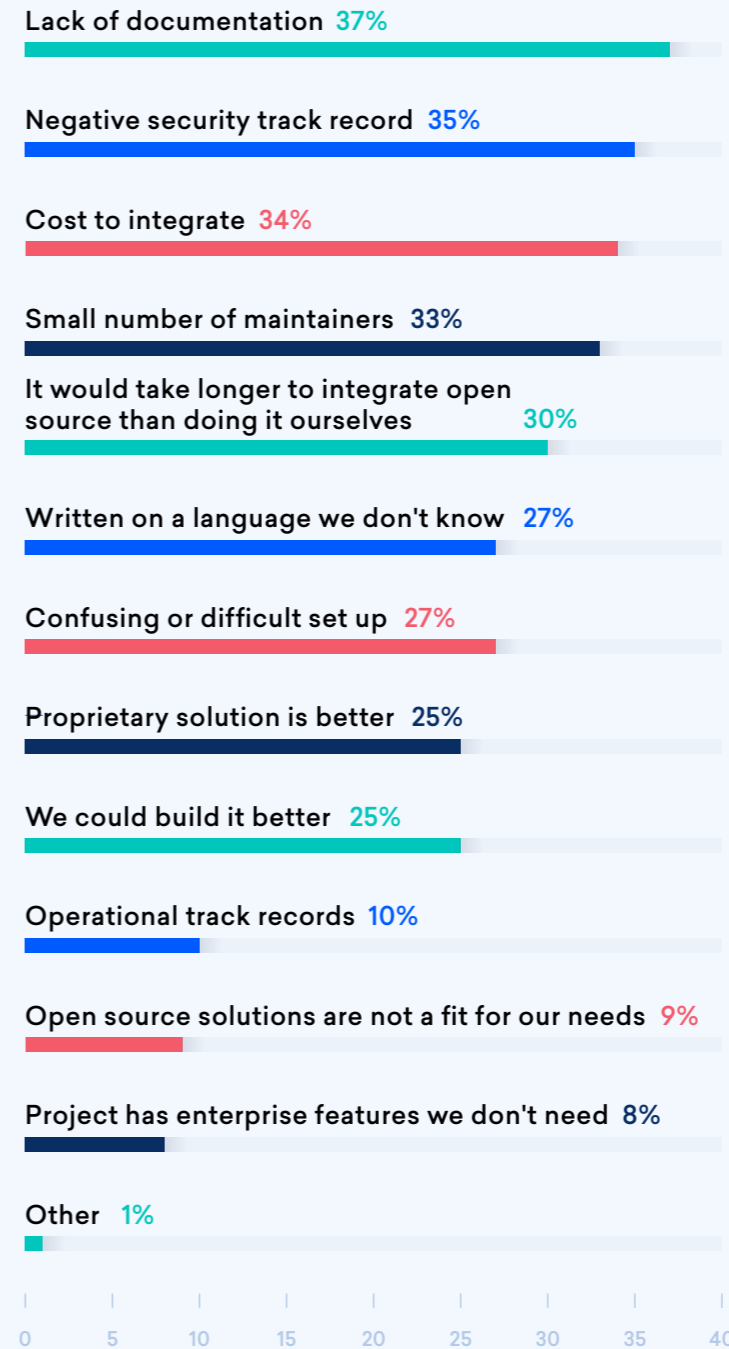 Lack of documentation 37%
Negative security track record 35%
Cost to integrate 34%
Small number of maintainers 33%
It would take longer to integrate open
source than doing it ourselves 30%
Written on a language we don't know 27%
Confusing or difficult set up 27%
Proprietary solution is better 25%
We could build it better 25%
Operational track records 10%
Open source solutions are not a fit for our needs 9%
Project has enterprise features we don't need 8%
Other 1%
0 5 10 15 20 25 30 35 40